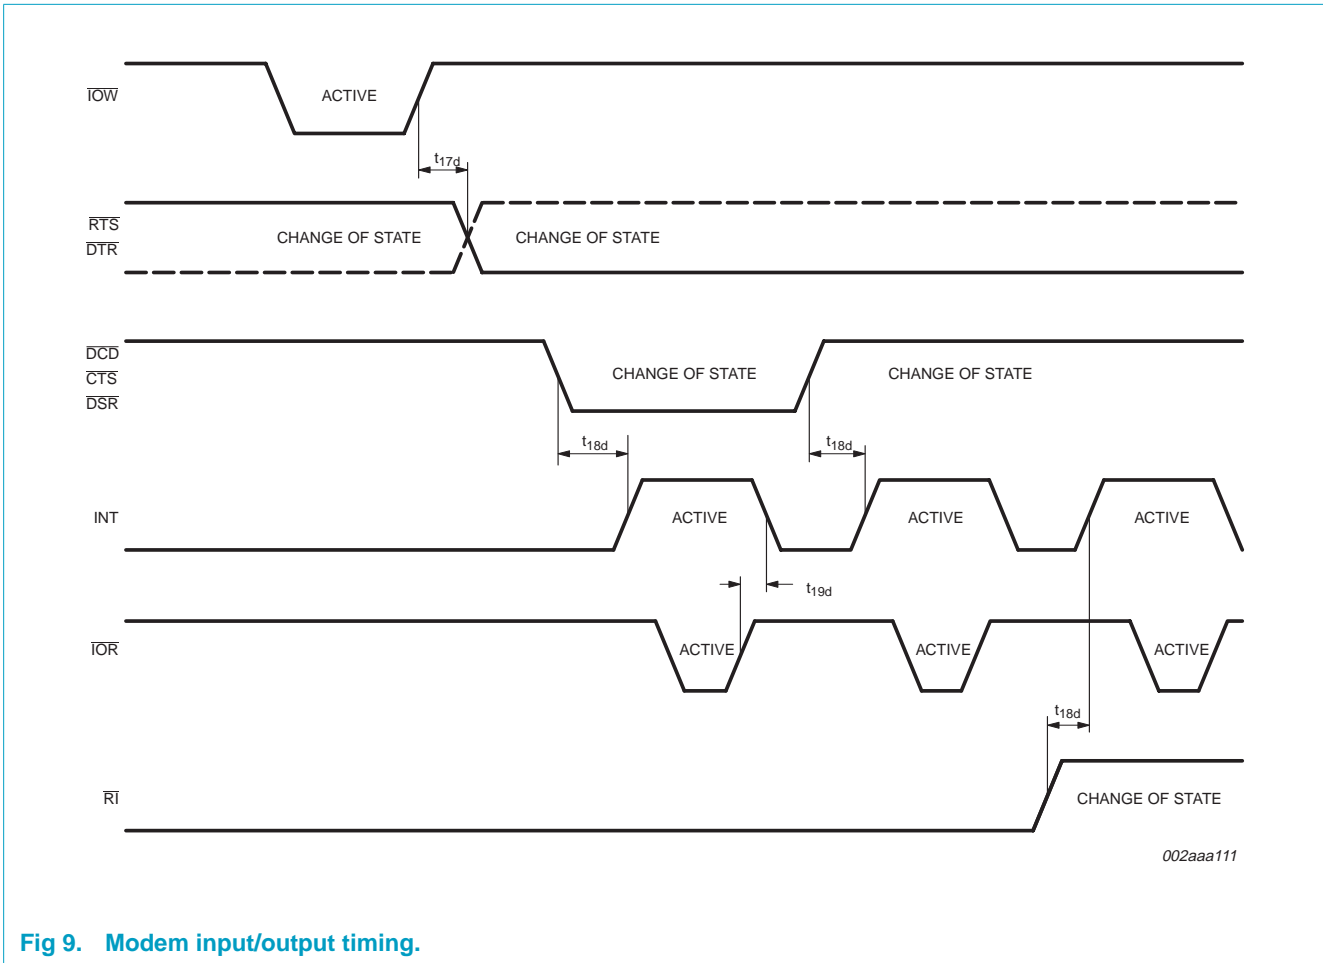 IOW
ACTIVE
t17d
RTS
DTR
CHANGE OF STATE
CHANGE OF STATE
DCD
CTS
DSR
CHANGE OF STATE
CHANGE OF STATE
t18d
t18d
INT
ACTIVE
ACTIVE
ACTIVE
t19d
IOR
ACTIVE
ACTIVE
ACTIVE
t18d
RI
CHANGE OF STATE
002aaa111
Fig 9. Modem input/output timing.